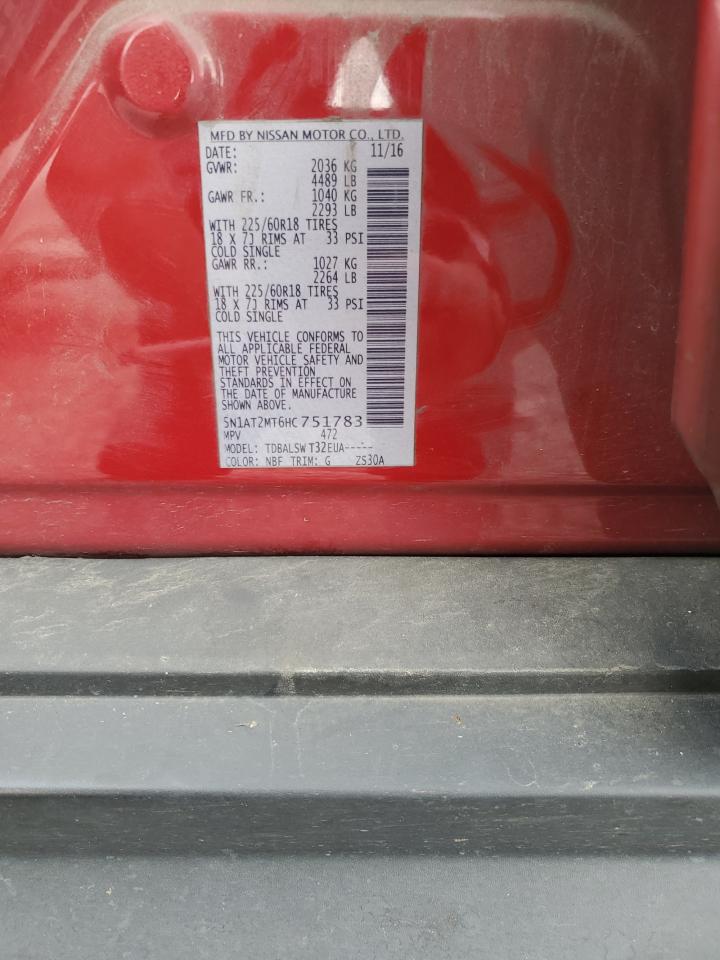 MFD BY NISSAN MOTOR CO., LTD.
DATE: 11/16
GVWR: 2036 KG
4489 LB
GAWR FR.: 1040 KG
2293 LB
WITH 225/60R18 TIRES
18 X 7J RIMS AT 33 PSI
COLD SINGLE
GAWR RR.: 1027 KG
2264 LB
WITH 225/60R18 TIRES
18 X 7J RIMS AT 33 PSI
COLD SINGLE
THIS VEHICLE CONFORMS TO
ALL APPLICABLE FEDERAL
MOTOR VEHICLE SAFETY AND
THEFT PREVENTION
STANDARDS IN EFFECT ON
THE DATE OF MANUFACTURE
SHOWN ABOVE.
5N1AT2MT6HC751783
MPV 472
MODEL: TDBALSWT32EUA-----
COLOR: NBF TRIM: G ZS30A